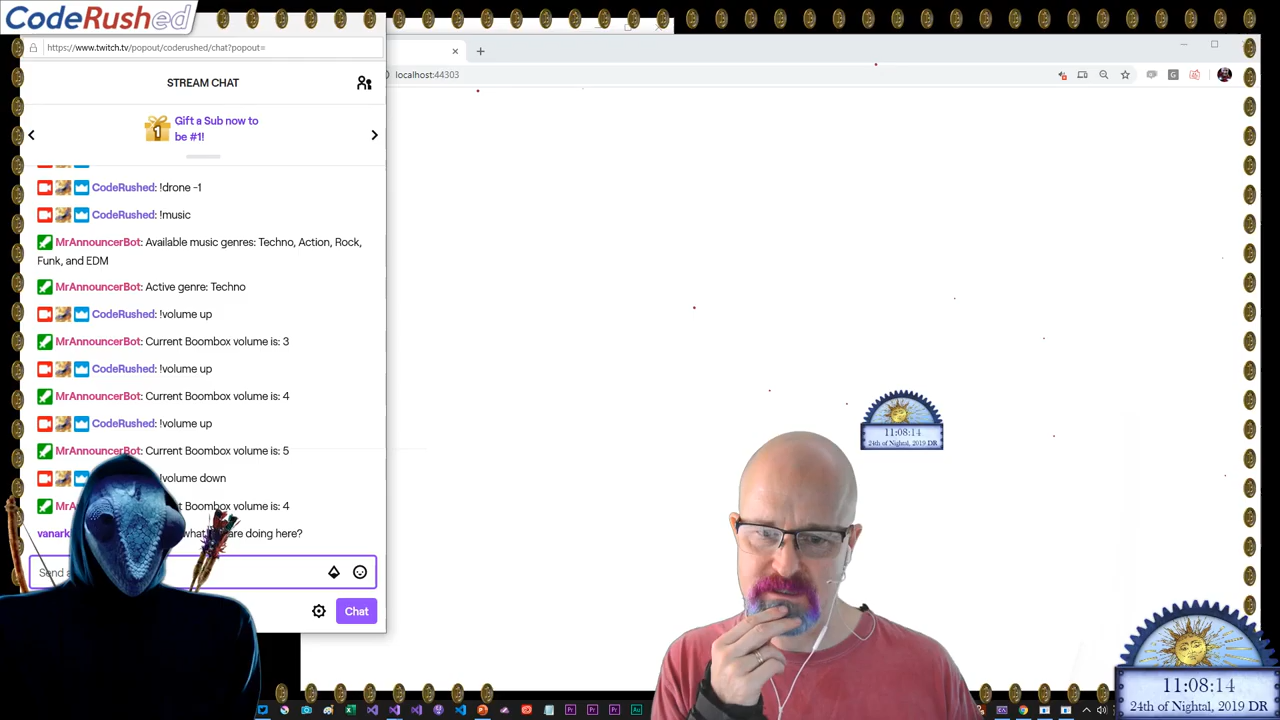 CodeRushed
https://www.twitch.tv/popout/coderushed/chat?popout=
localhost:44303
STREAM CHAT
1
Gift a Sub now to
be #1!
CodeRushed: !drone -1
CodeRushed: !music
MrAnnouncerBot: Available music genres: Techno, Action, Rock,
Funk, and EDM
MrAnnouncerBot: Active genre: Techno
CodeRushed: !volume up
MrAnnouncerBot: Current Boombox volume is: 3
CodeRushed: !volume up
MrAnnouncerBot: Current Boombox volume is: 4
CodeRushed: !volume up
MrAnnouncerBot: Current Boombox volume is: 5
!volume down
Boombox volume is: 4
are doing here?
Chat
11:08:14
24th of Nightal, 2019 DR
11:08:14
24th of Nightal, 2019 DR